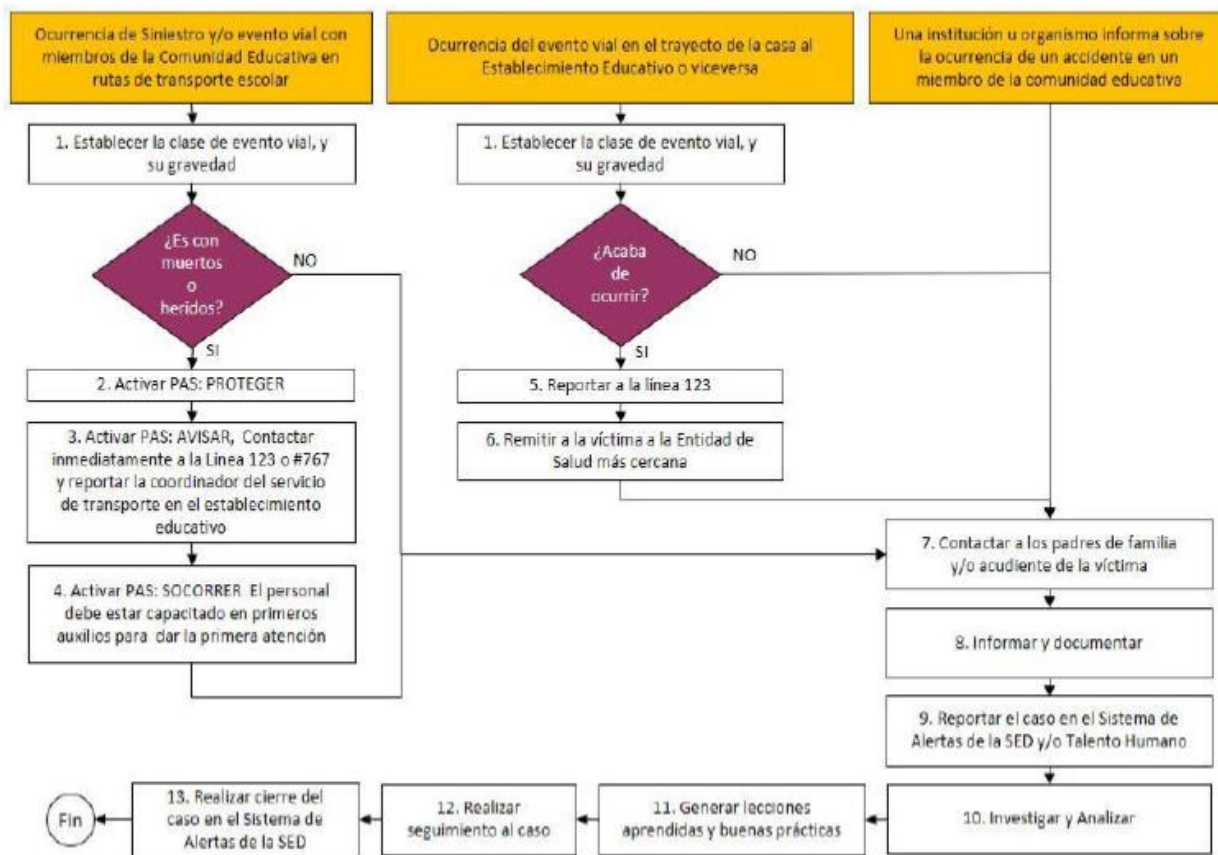 Ocurrencia de Siniestro y/o evento vial con
miembros de la Comunidad Educativa en
rutas de transporte escolar
Ocurrencia del evento vial en el trayecto de la casa al
Establecimiento Educativo o viceversa
Una institución u organismo informa sobre
la ocurrencia de un accidente en un
miembro de la comunidad educativa
1. Establecer la clase de evento vial, y
su gravedad
1. Establecer la clase de evento vial, y
su gravedad
¿Es con
muertos
o
heridos?
NO
SI
¿Acaba
de
ocurrir?
NO
SI
2. Activar PAS: PROTEGER
3. Activar PAS: AVISAR, Contactar
inmediatamente a la Linea 123 o #767
y reportar la coordinador del servicio
de transporte en el establecimiento
educativo
4. Activar PAS: SOCORRER El personal
debe estar capacitado en primeros
auxilios para dar la primera atención
5. Reportar a la línea 123
6. Remitir a la víctima a la Entidad de
Salud más cercana
7. Contactar a los padres de familia
y/o acudiente de la víctima
8. Informar y documentar
9. Reportar el caso en el Sistema de
Alertas de la SED y/o Talento Humano
10. Investigar y Analizar
11. Generar lecciones
aprendidas y buenas prácticas
12. Realizar
seguimiento al caso
13. Realizar cierre del
caso en el Sistema de
Alertas de la SED
Fin